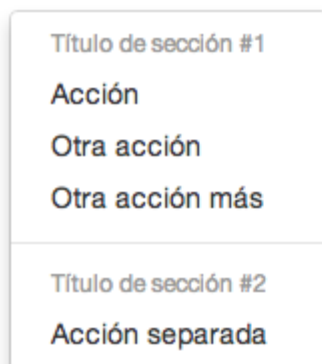 Título de sección #1
Acción
Otra acción
Otra acción más
Título de sección #2
Acción separada